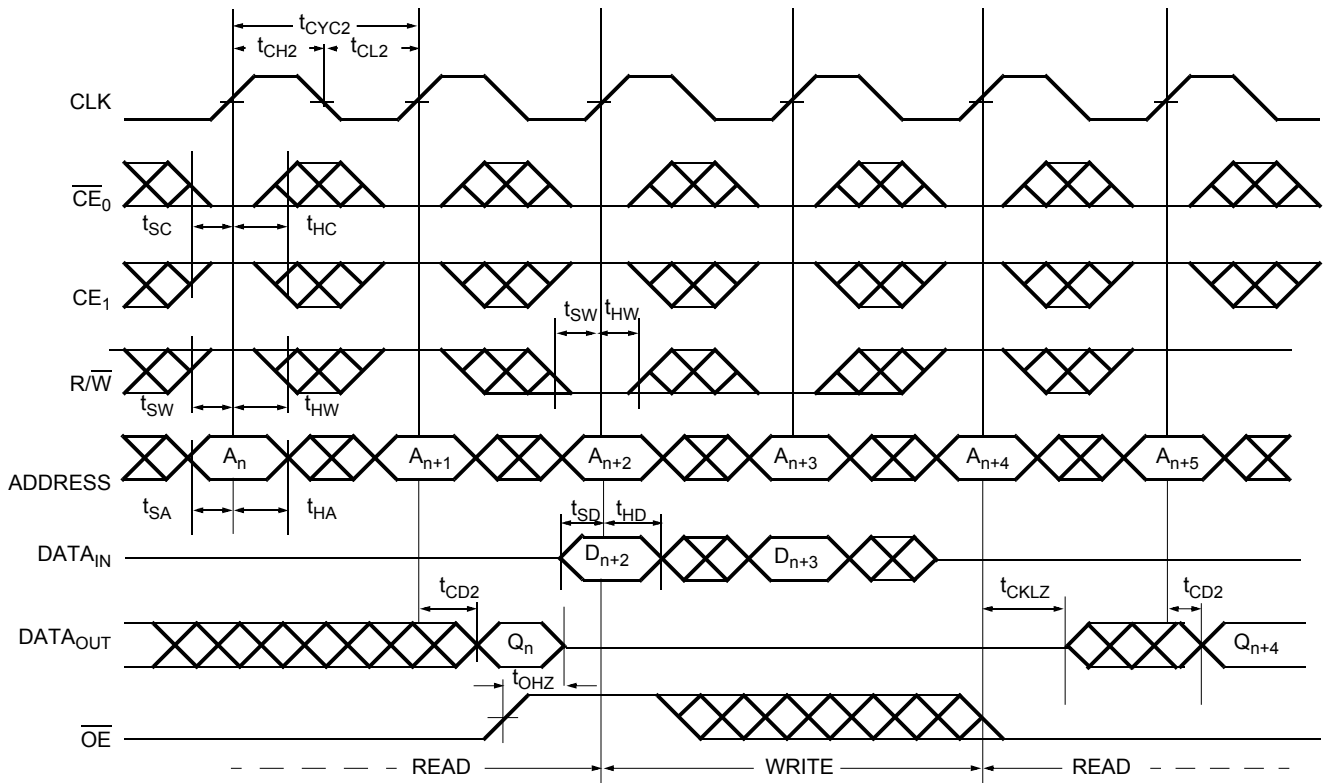 tCYC2
tCH2 tCL2
CLK
CE0
tSC tHC
CE1
tSW tHW
R/W
tSW tHW
An An+1 An+2 An+3 An+4 An+5
ADDRESS
tSA tHA
tSD tHD
DATAIN Dn+2 Dn+3
tCD2 tCKLZ tCD2
DATAOUT Qn Qn+4
tOHZ
OE
READ WRITE READ